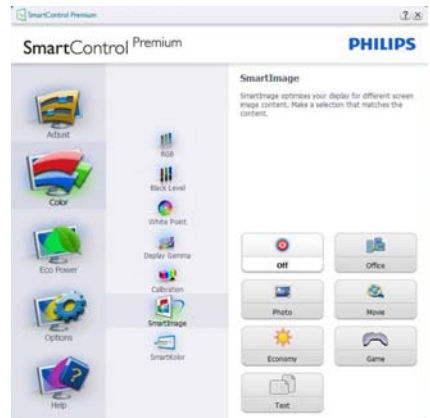 SmartControl Premium
SmartControl Premium
PHILIPS
Adjust
Color
Eco Power
Options
Help
RGB
Black Level
White Point
Display Gamma
Calibration
SmartImage
SmartKolor
SmartImage
SmartImage optimizes your display for different screen
image content. Make a selection that matches the
content.
Off
Office
Photo
Movie
Economy
Game
Text